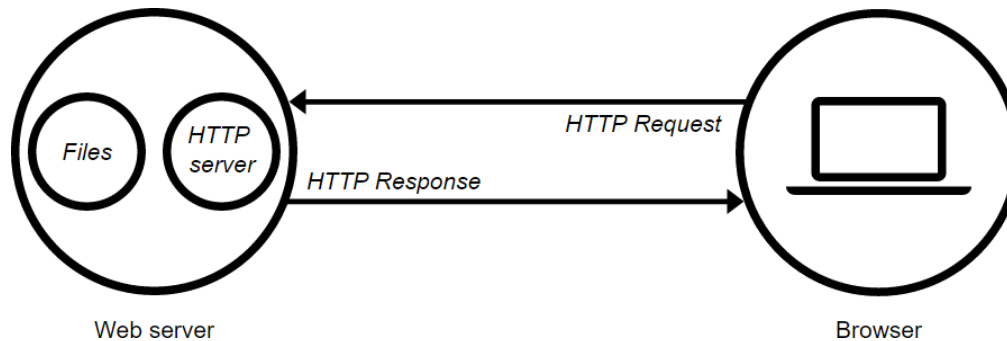 HTTP Request
Files
HTTP
server
HTTP Response
Web server
Browser